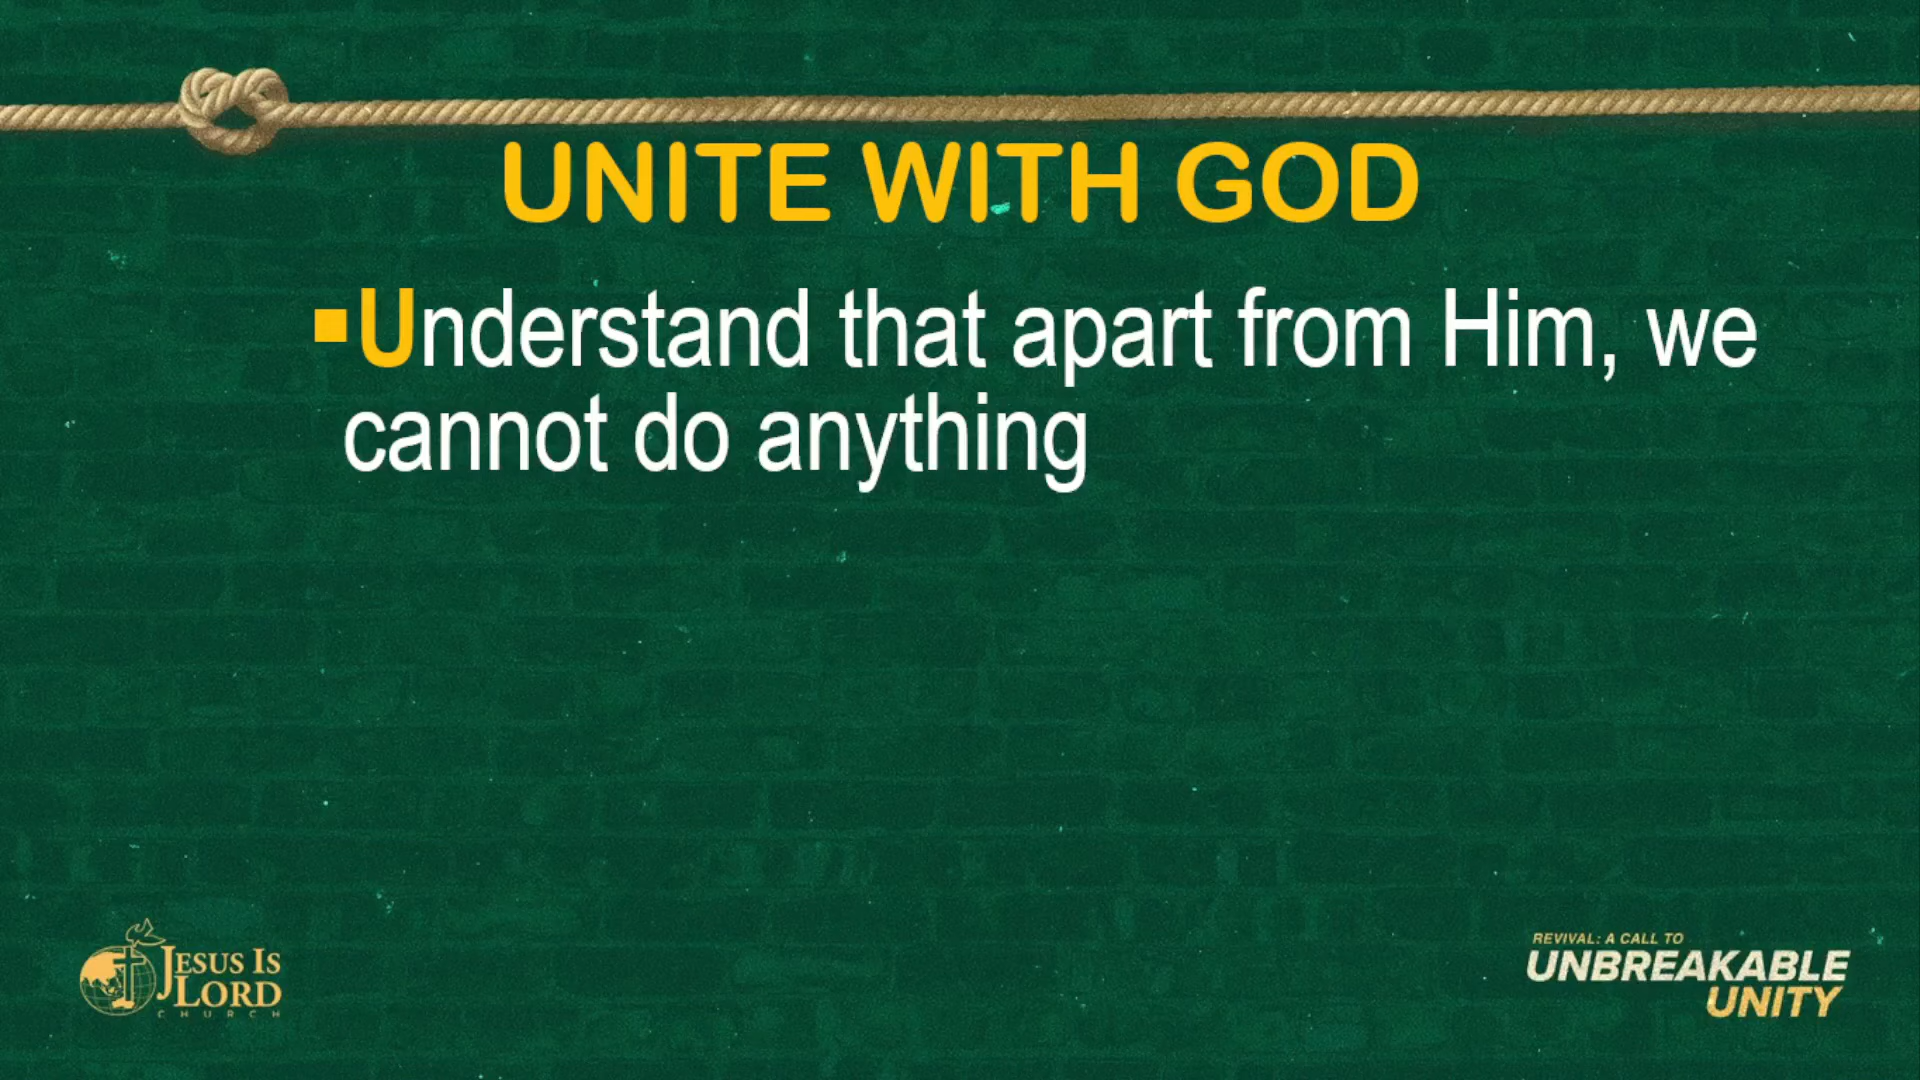 UNITE WITH GOD
▪Understand that apart from Him, we
cannot do anything
JESUS IS
LORD
CHURCH
REVIVAL: A CALL TO
UNBREAKABLE
UNITY